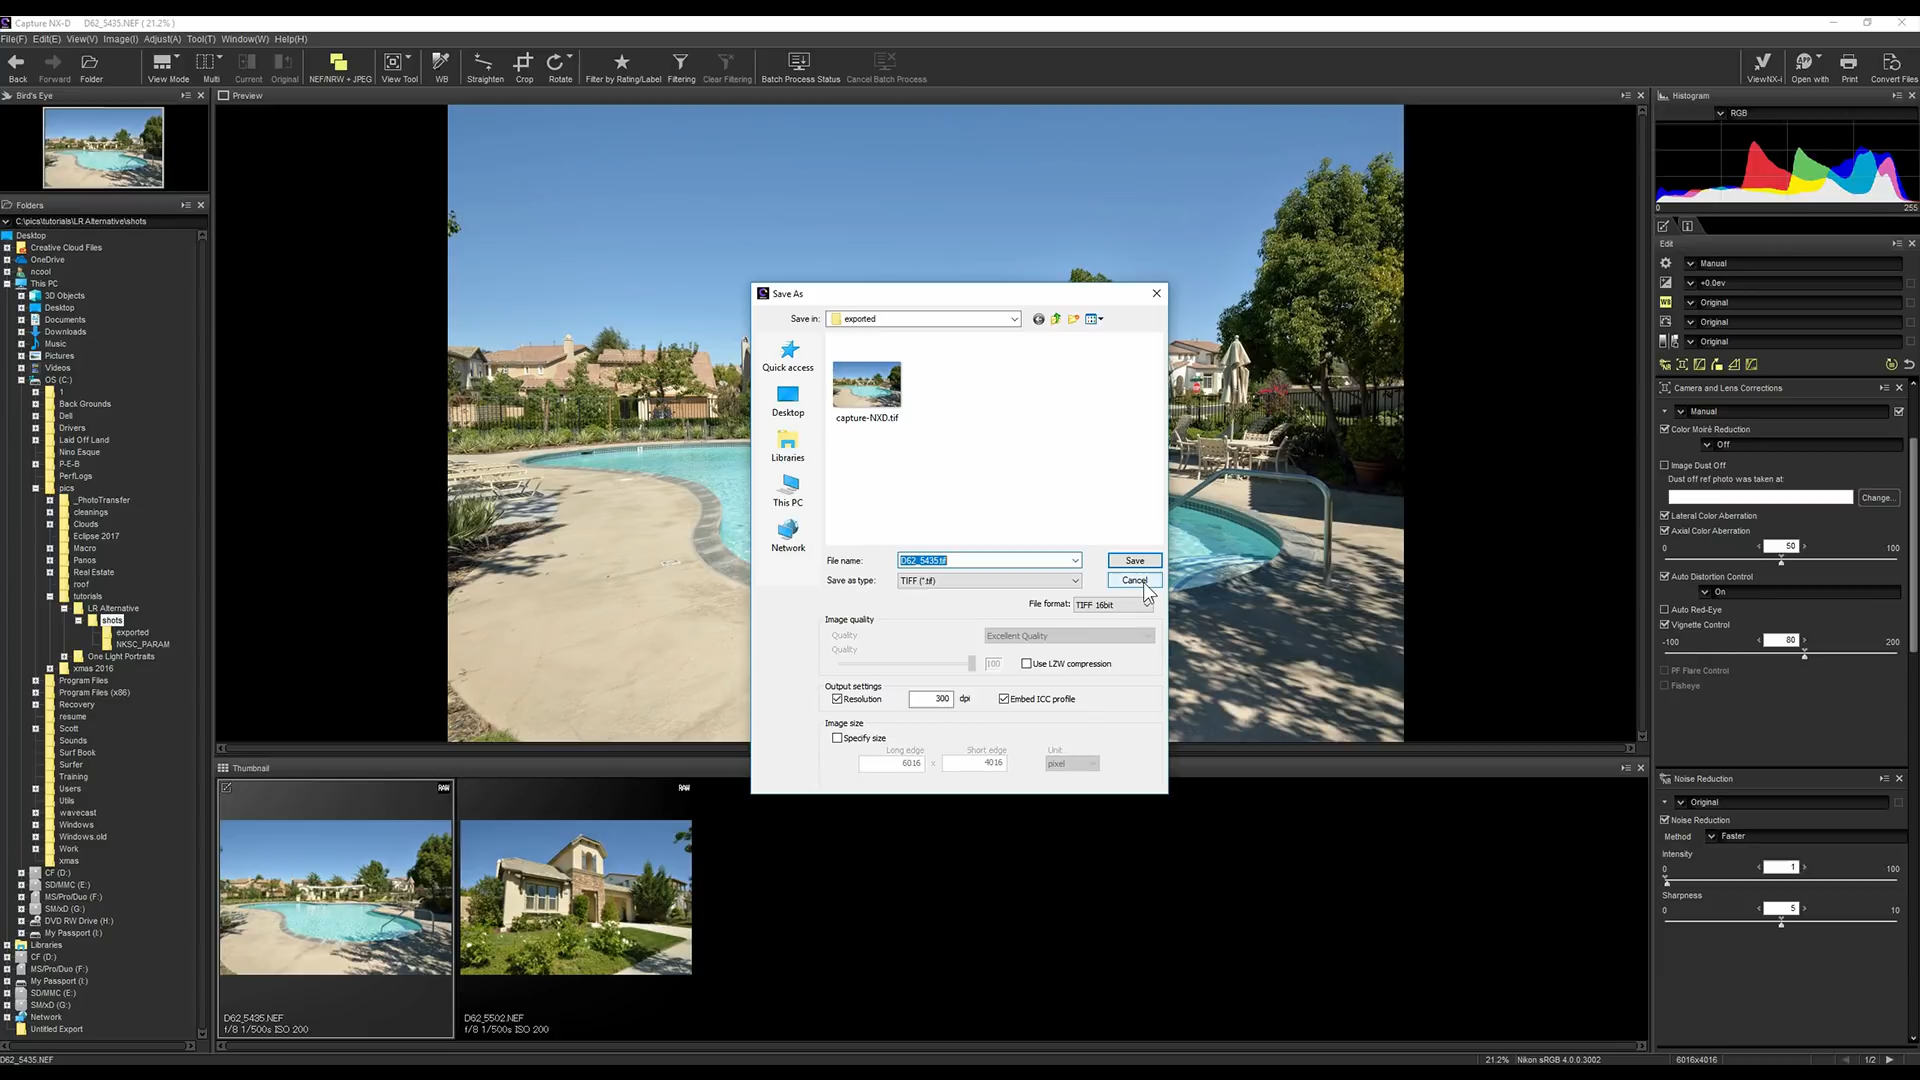 Capture NX-D D62_5435.NEF ( 21.2% )
File(F) Edit(E) View(V) Image(I) Adjust(A) Tool(T) Window(W) Help(H)
Back Forward Folder View Mode Multi Current Original NEF/NRW + JPEG View Tool WB Straighten Crop Rotate Filter by Rating/Label Filtering Clear Filtering Batch Process Status Cancel Batch Process ViewNX-i Open with Print Convert Files
Bird's Eye
Folders
C:\pics\tutorials\LR Alternative\shots
Desktop
Creative Cloud Files
OneDrive
ncool
This PC
3D Objects
Desktop
Documents
Downloads
Music
Pictures
Videos
OS (C:)
1
Back Grounds
Dell
Drivers
Laid Off Land
Nino Esque
P-E-B
PerfLogs
pics
_PhotoTransfer
cleanings
Clouds
Eclipse 2017
Macro
Panos
Real Estate
roof
tutorials
LR Alternative
shots
exported
NKSC_PARAM
One Light Portraits
xmas 2016
Program Files
Program Files (x86)
Recovery
resume
Scott
Sounds
Surf Book
Surfer
Training
Users
Utils
wavecast
Windows
Windows.old
Work
xmas
CF (D:)
SD/MMC (E:)
MS/Pro/Duo (F:)
SM/xD (G:)
DVD RW Drive (H:)
My Passport (I:)
Libraries
CF (D:)
MS/Pro/Duo (F:)
My Passport (I:)
SD/MMC (E:)
SM/xD (G:)
Network
Untitled Export
D62_5435.NEF
Preview
Save As
Save in: exported
Quick access
Desktop
Libraries
This PC
Network
capture-NXD.tif
File name: D62_5435.tif Save
Save as type: TIFF (*.tif) Cancel
File format: TIFF 16bit
Image quality
Quality Excellent Quality
Quality
100 Use LZW compression
Output settings
Resolution 300 dpi Embed ICC profile
Image size
Specify size
Long edge Short edge Unit
6016 x 4016 pixel
Thumbnail
RAW
RAW
D62_5435.NEF
f/8 1/500s ISO 200
D62_5502.NEF
f/8 1/500s ISO 200
Histogram
RGB
0 255
Edit
Manual
+0.0ev
WB Original
Original
Original
Camera and Lens Corrections
Manual
Color Moiré Reduction
Off
Image Dust Off
Dust off ref photo was taken at:
Change...
Lateral Color Aberration
Axial Color Aberration
0 50 100
Auto Distortion Control
On
Auto Red-Eye
Vignette Control
-100 80 200
PF Flare Control
Fisheye
Noise Reduction
Original
Noise Reduction
Method Faster
Intensity
0 1 100
Sharpness
0 5 10
21.2% Nikon sRGB 4.0.0.3002 6016x4016 1/2